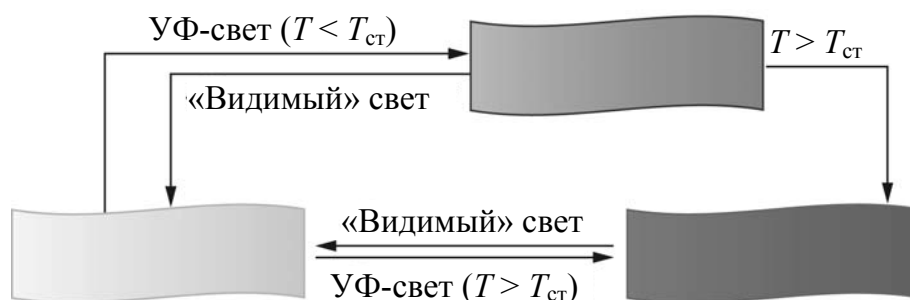 УФ-свет (T < Tст)
T > Tст
«Видимый» свет
«Видимый» свет
УФ-свет (T > Tст)